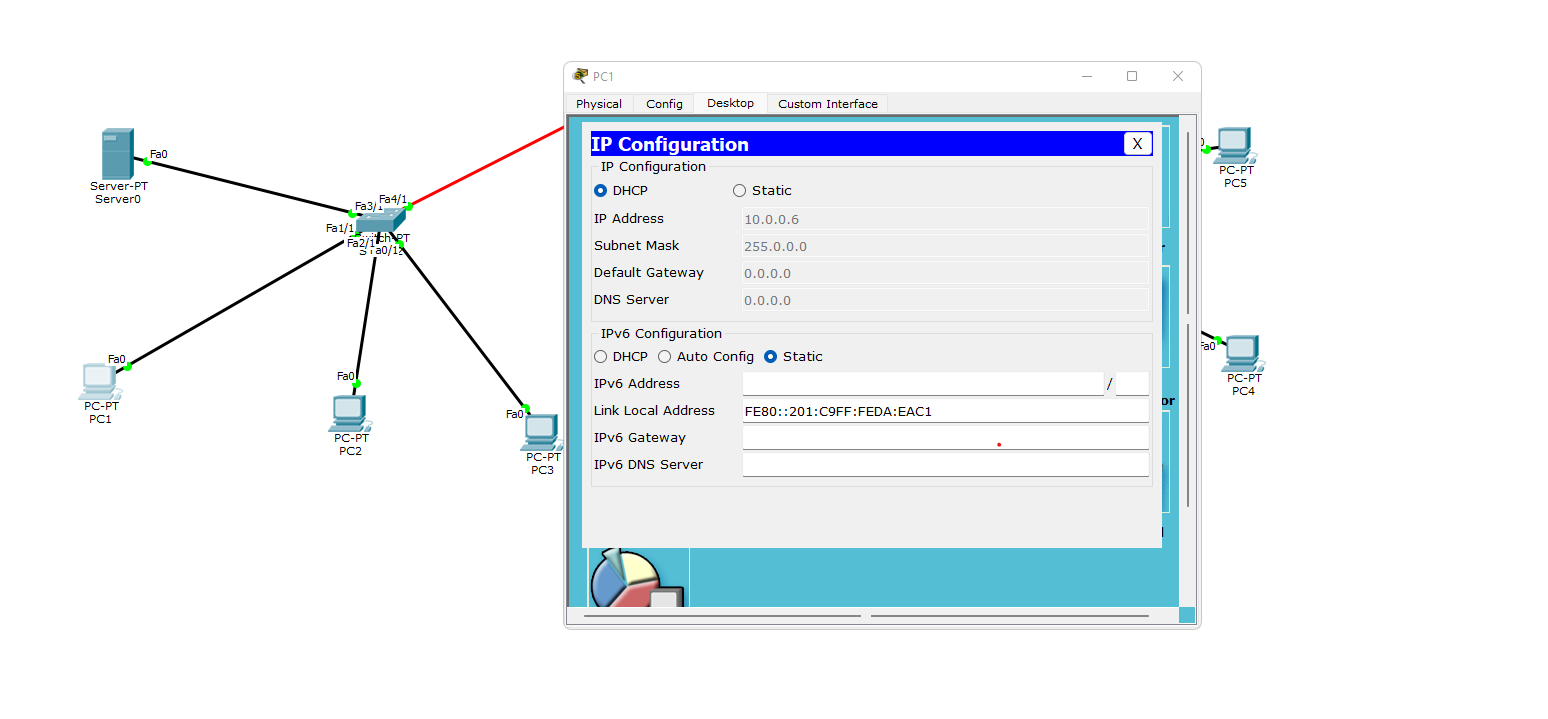 PC1
Physical Config Desktop Custom Interface
IP Configuration X
IP Configuration
DHCP Static
IP Address 10.0.0.6
Subnet Mask 255.0.0.0
Default Gateway 0.0.0.0
DNS Server 0.0.0.0
IPv6 Configuration
DHCP Auto Config Static
IPv6 Address /
Link Local Address FE80::201:C9FF:FEDA:EAC1
IPv6 Gateway
IPv6 DNS Server
or
Fa0
Server-PT
Server0
Fa3/1
Fa4/1
Fa1/1
Fa2/1
Fa0
PC-PT
PC1
Fa0
PC-PT
PC2
Fa0
PC-PT
PC3
PC-PT
PC5
Fa0
PC-PT
PC4